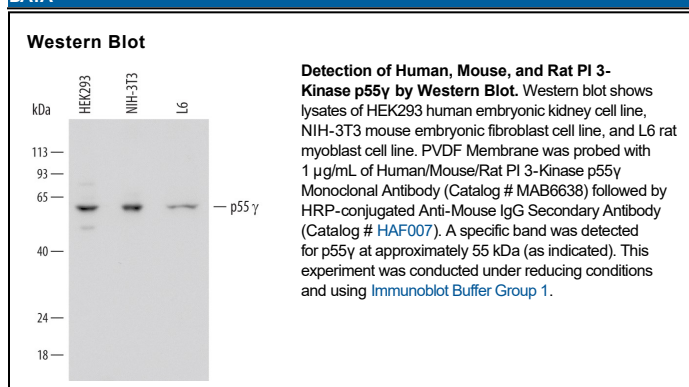 Western Blot
kDa
HEK293
NIH-3T3
L6
113
93
65
p55γ
40
24
18
Detection of Human, Mouse, and Rat PI 3-
Kinase p55γ by Western Blot. Western blot shows
lysates of HEK293 human embryonic kidney cell line,
NIH-3T3 mouse embryonic fibroblast cell line, and L6 rat
myoblast cell line. PVDF Membrane was probed with
1 µg/mL of Human/Mouse/Rat PI 3-Kinase p55γ
Monoclonal Antibody (Catalog # MAB6638) followed by
HRP-conjugated Anti-Mouse IgG Secondary Antibody
(Catalog # HAF007). A specific band was detected
for p55γ at approximately 55 kDa (as indicated). This
experiment was conducted under reducing conditions
and using Immunoblot Buffer Group 1.